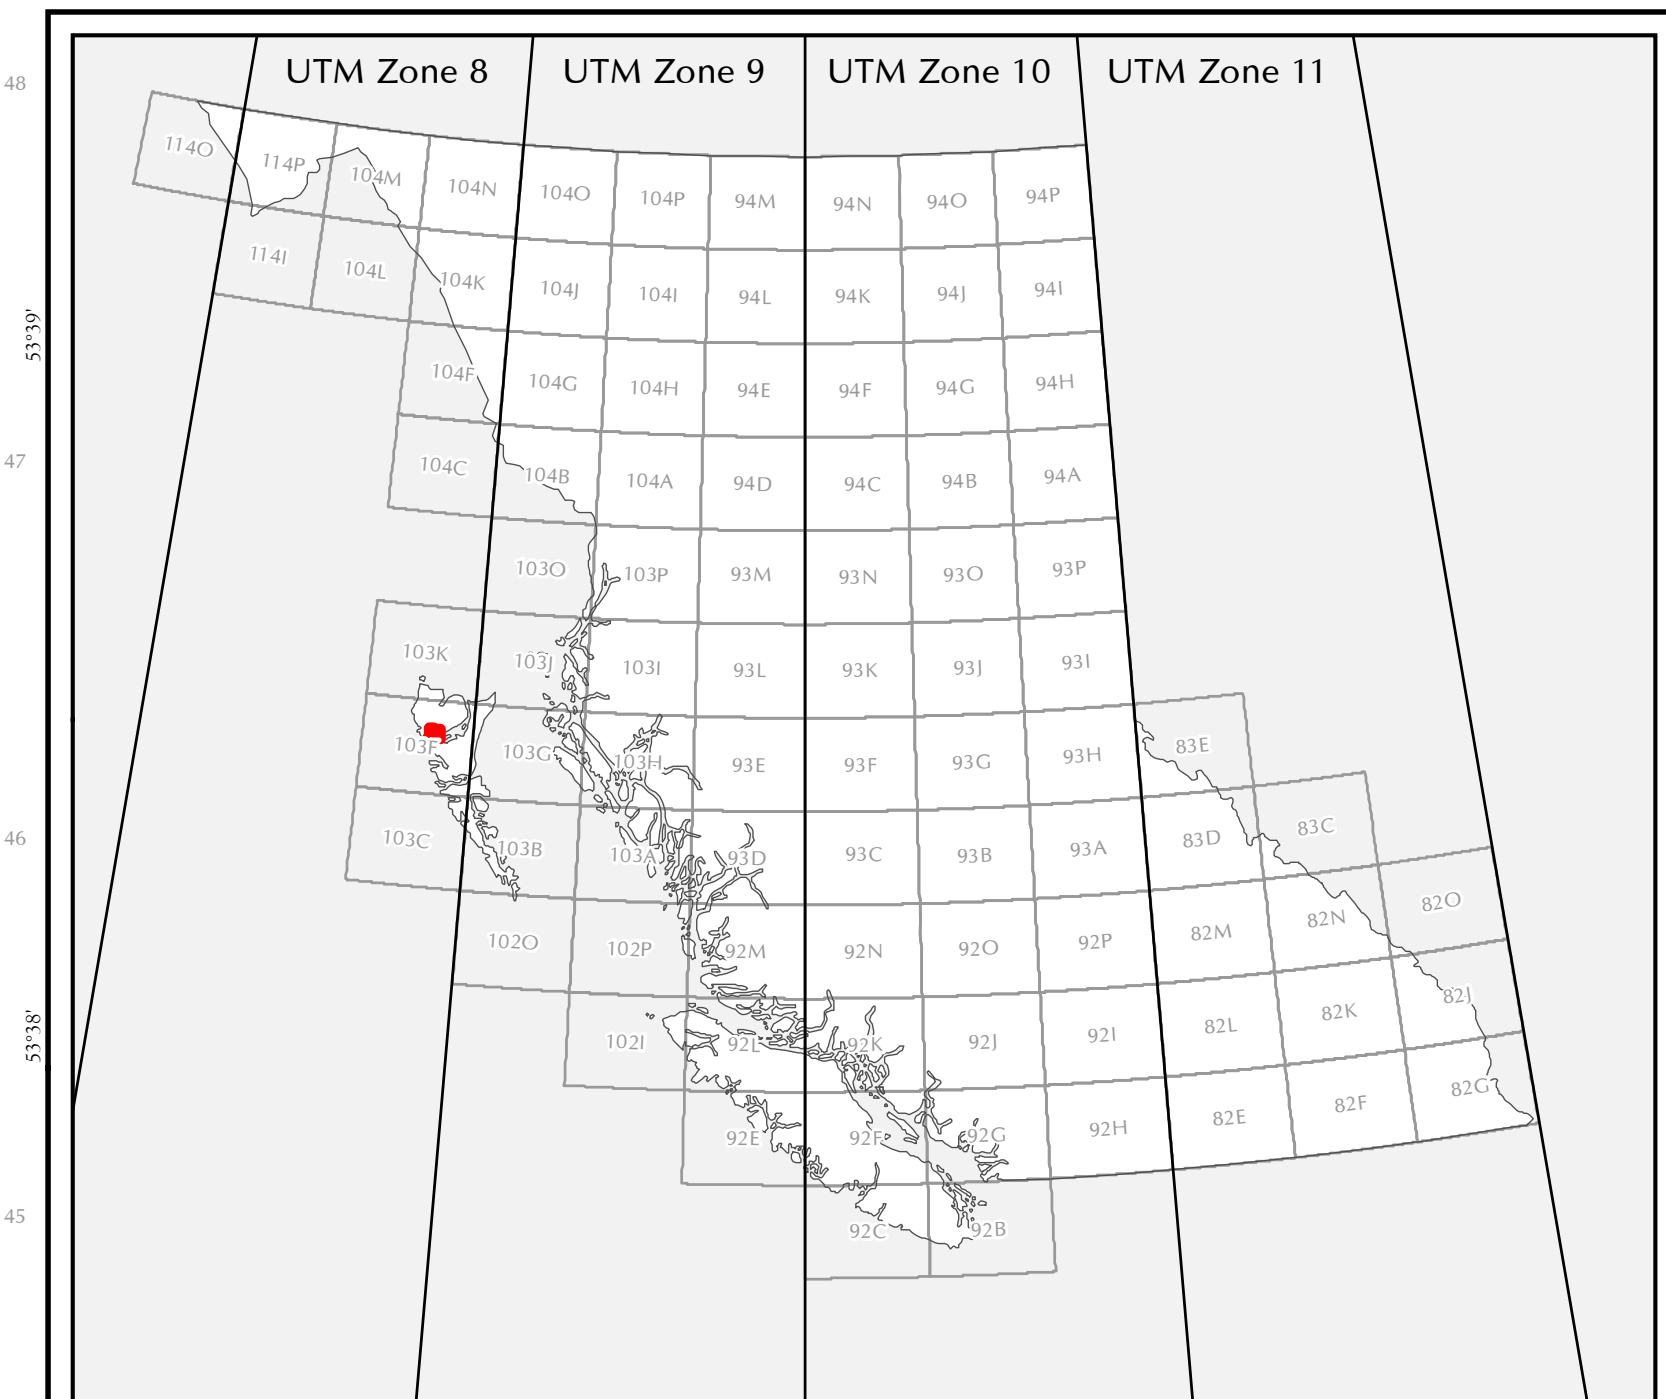 UTM Zone 8 UTM Zone 9 UTM Zone 10 UTM Zone 11
48
114O 114P 104M 104N 104O 104P 94M 94N 94O 94P
114I 104L 104K 104J 104I 94L 94K 94J 94I
53°39'
104F 104G 104H 94E 94F 94G 94H
47
104C 104B 104A 94D 94C 94B 94A
103O 103P 93M 93N 93O 93P
103K 103J 103I 93L 93K 93J 93I
103F 103G 103H 93E 93F 93G 93H 83E
46
103C 103B 103A 93D 93C 93B 93A 83D 83C
102O 102P 92M 92N 92O 92P 82M 82N 82O
53°38'
102I 92L 92K 92J 92I 82L 82K 82J
92E 92F 92G 92H 82E 82F 82G
45
92C 92B